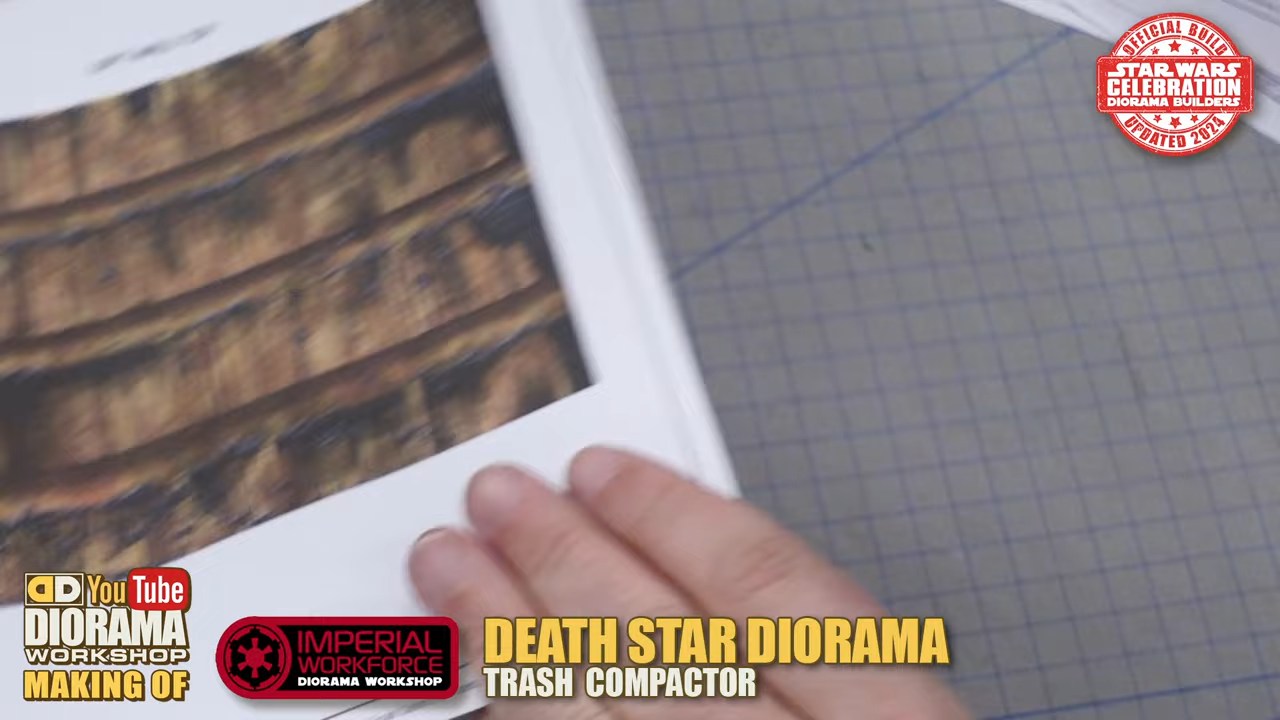 OFFICIAL BUILD
STAR WARS
CELEBRATION
DIORAMA BUILDERS
UPDATED 2024
DD YouTube
DIORAMA
WORKSHOP
MAKING OF
IMPERIAL
WORKFORCE
DIORAMA WORKSHOP
DEATH STAR DIORAMA
TRASH COMPACTOR